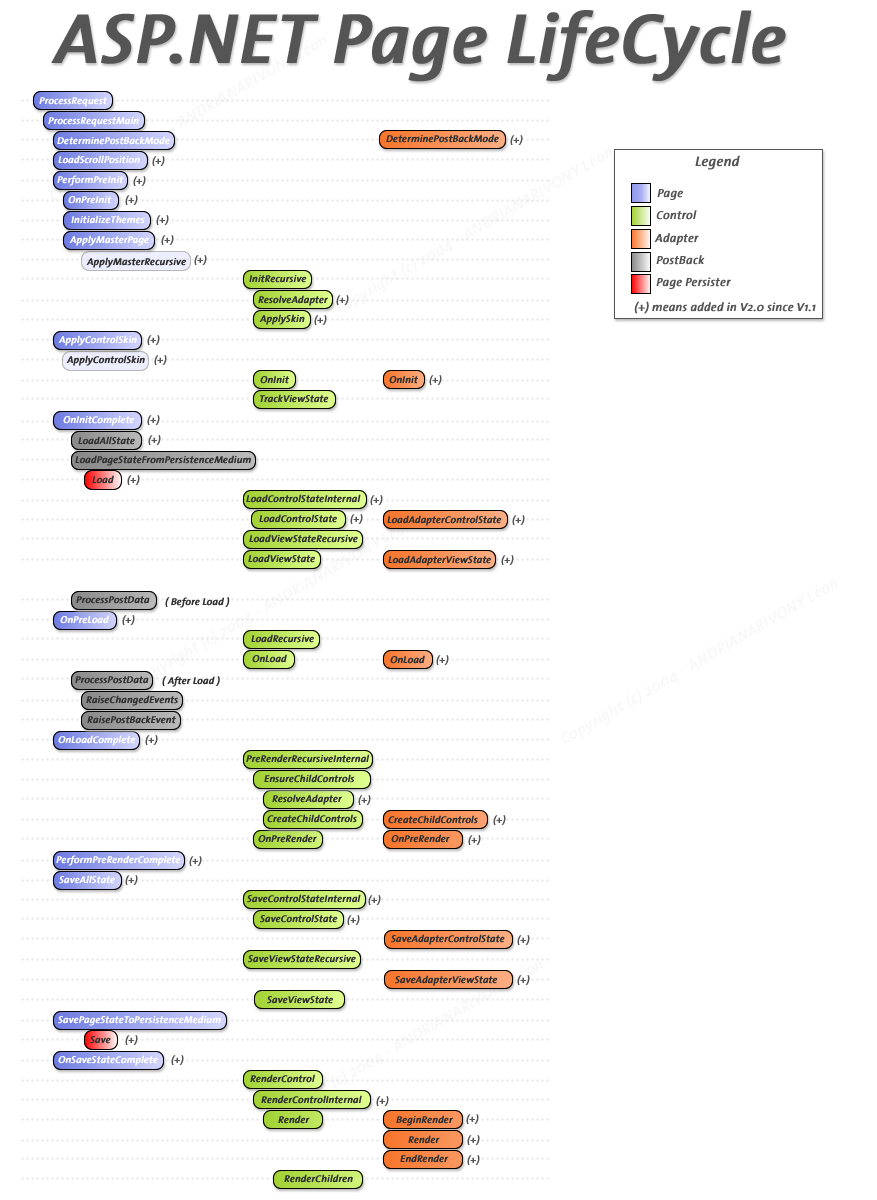 ASP.NET Page LifeCycle
ProcessRequest
ProcessRequestMain
DeterminePostBackMode DeterminePostBackMode (+)
LoadScrollPosition (+)
PerformPreInit (+)
OnPreInit (+)
InitializeThemes (+)
ApplyMasterPage (+)
ApplyMasterRecursive (+)
InitRecursive
ResolveAdapter (+)
ApplySkin (+)
ApplyControlSkin (+)
ApplyControlSkin (+)
OnInit OnInit (+)
TrackViewState
OnInitComplete (+)
LoadAllState (+)
LoadPageStateFromPersistenceMedium
Load (+)
LoadControlStateInternal (+)
LoadControlState (+) LoadAdapterControlState (+)
LoadViewStateRecursive
LoadViewState LoadAdapterViewState (+)
ProcessPostData ( Before Load )
OnPreLoad (+)
LoadRecursive
OnLoad OnLoad (+)
ProcessPostData ( After Load )
RaiseChangedEvents
RaisePostBackEvent
OnLoadComplete (+)
PreRenderRecursiveInternal
EnsureChildControls
ResolveAdapter (+)
CreateChildControls CreateChildControls (+)
OnPreRender OnPreRender (+)
PerformPreRenderComplete (+)
SaveAllState (+)
SaveControlStateInternal (+)
SaveControlState (+)
SaveAdapterControlState (+)
SaveViewStateRecursive
SaveAdapterViewState (+)
SaveViewState
SavePageStateToPersistenceMedium
Save (+)
OnSaveStateComplete (+)
RenderControl
RenderControlInternal (+)
Render BeginRender (+)
Render (+)
EndRender (+)
RenderChildren
Legend
Page
Control
Adapter
PostBack
Page Persister
(+) means added in V2.0 since V1.1
Copyright (c) 2004 - ANDRIANARIVONY Léon